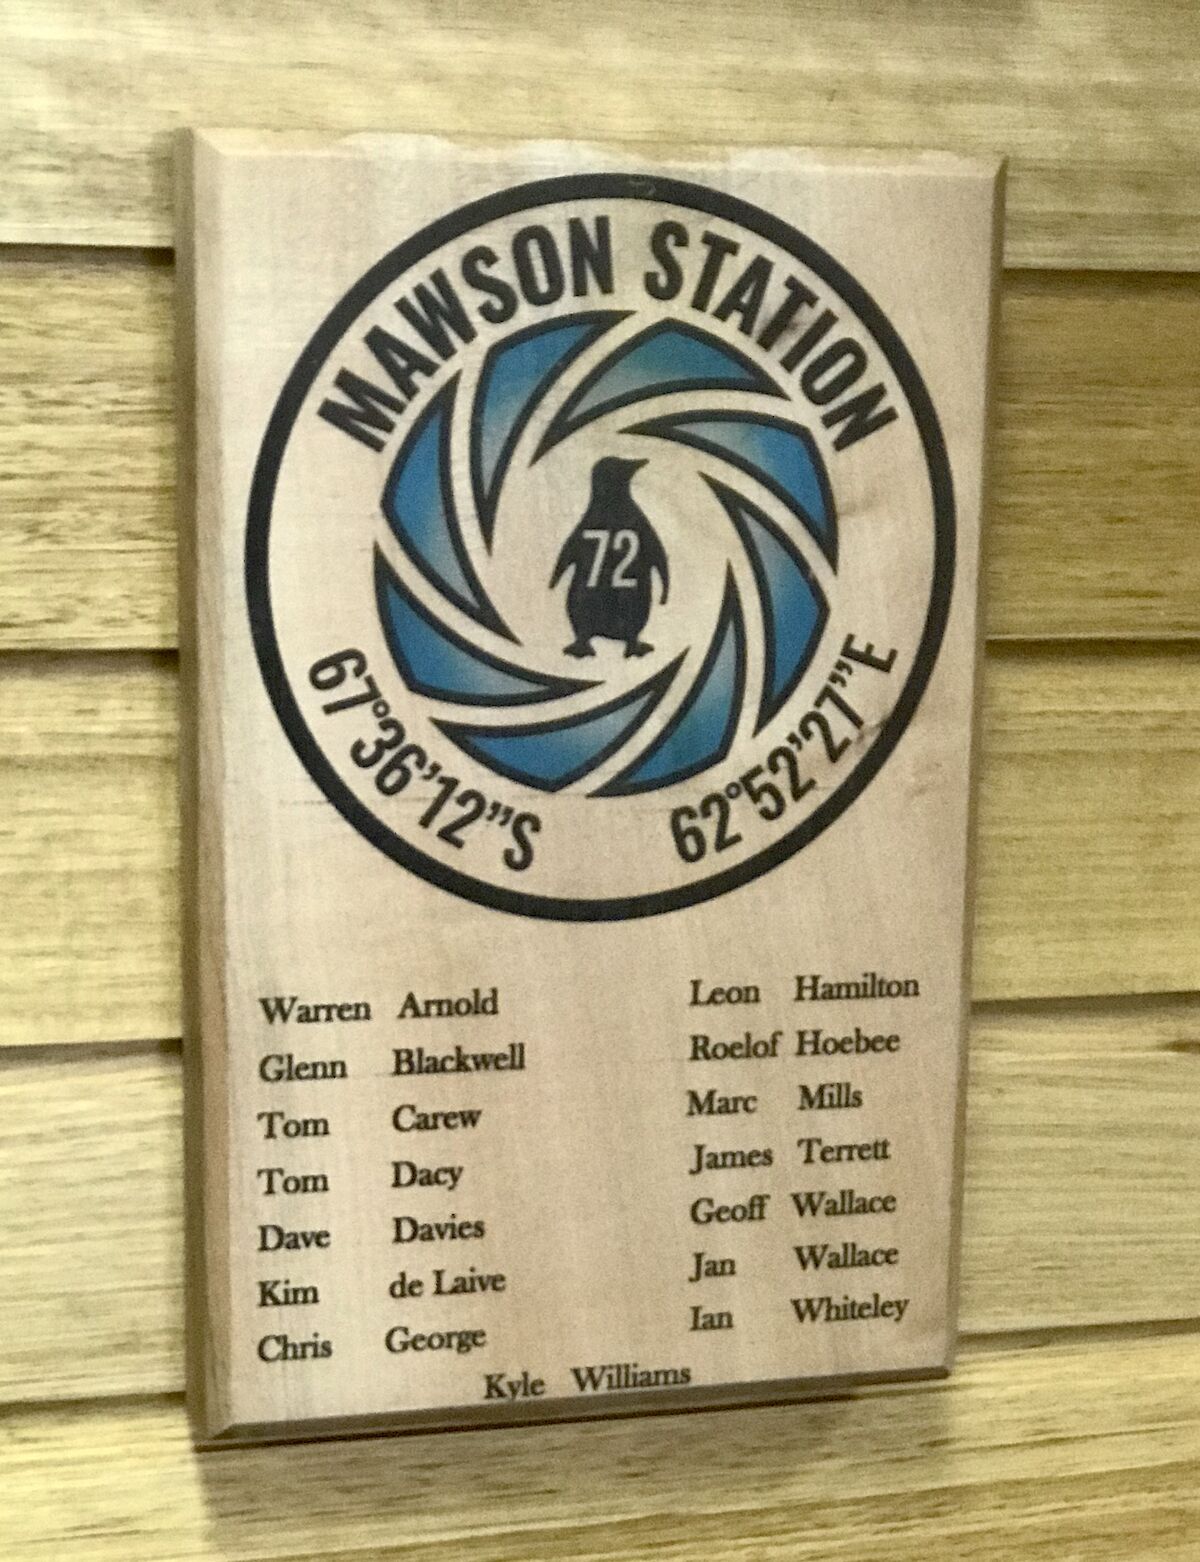 MAWSON STATION
72
67°36'12"S
62°52'27"E
Warren Arnold
Glenn Blackwell
Tom Carew
Tom Dacy
Dave Davies
Kim de Laive
Chris George
Leon Hamilton
Roelof Hoebee
Marc Mills
James Terrett
Geoff Wallace
Jan Wallace
Ian Whiteley
Kyle Williams